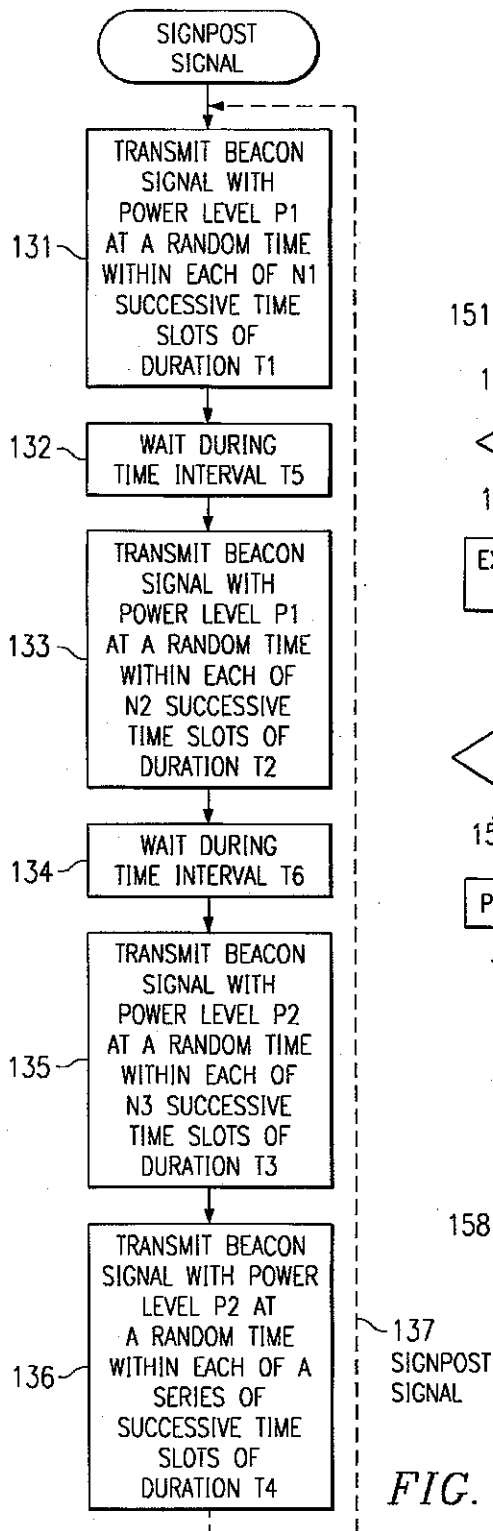 SIGNPOST
SIGNAL
131
TRANSMIT BEACON
SIGNAL WITH
POWER LEVEL P1
AT A RANDOM TIME
WITHIN EACH OF N1
SUCCESSIVE TIME
SLOTS OF
DURATION T1
132
WAIT DURING
TIME INTERVAL T5
133
TRANSMIT BEACON
SIGNAL WITH
POWER LEVEL P1
AT A RANDOM TIME
WITHIN EACH OF
N2 SUCCESSIVE
TIME SLOTS OF
DURATION T2
134
WAIT DURING
TIME INTERVAL T6
135
TRANSMIT BEACON
SIGNAL WITH
POWER LEVEL P2
AT A RANDOM TIME
WITHIN EACH OF
N3 SUCCESSIVE
TIME SLOTS OF
DURATION T3
136
TRANSMIT BEACON
SIGNAL WITH POWER
LEVEL P2 AT
A RANDOM TIME
WITHIN EACH OF A
SERIES OF
SUCCESSIVE TIME
SLOTS OF
DURATION T4
137
SIGNPOST
SIGNAL
151
158
FIG.